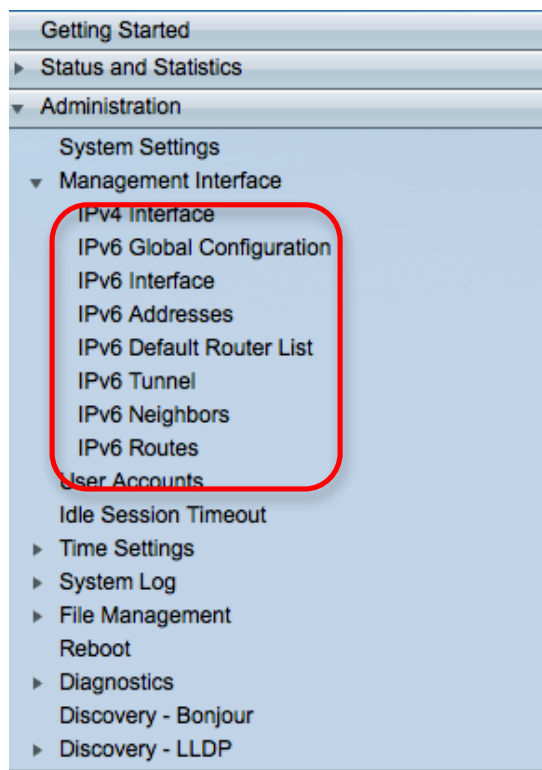 Getting Started
Status and Statistics
Administration
System Settings
Management Interface
IPv4 Interface
IPv6 Global Configuration
IPv6 Interface
IPv6 Addresses
IPv6 Default Router List
IPv6 Tunnel
IPv6 Neighbors
IPv6 Routes
User Accounts
Idle Session Timeout
Time Settings
System Log
File Management
Reboot
Diagnostics
Discovery - Bonjour
Discovery - LLDP